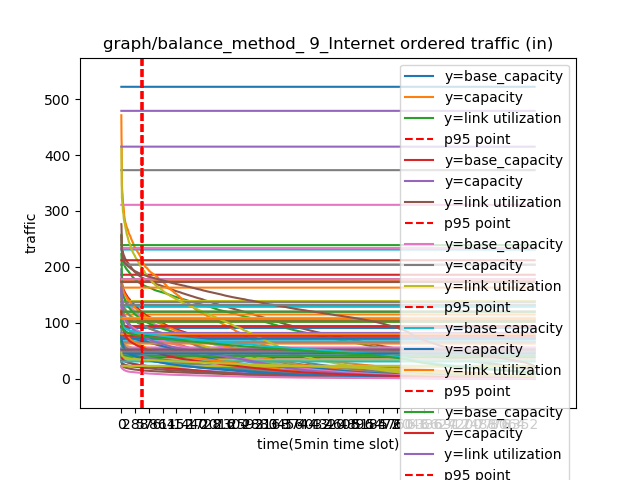 graph/balance_method_ 9_Internet ordered traffic (in)
y=base_capacity
y=capacity
y=link utilization
p95 point
y=base_capacity
y=capacity
y=link utilization
p95 point
y=base_capacity
y=capacity
y=link utilization
p95 point
y=base_capacity
y=capacity
y=link utilization
p95 point
y=base_capacity
y=capacity
y=link utilization
p95 point
500
400
300
200
100
0
traffic
0
time(5min time slot)